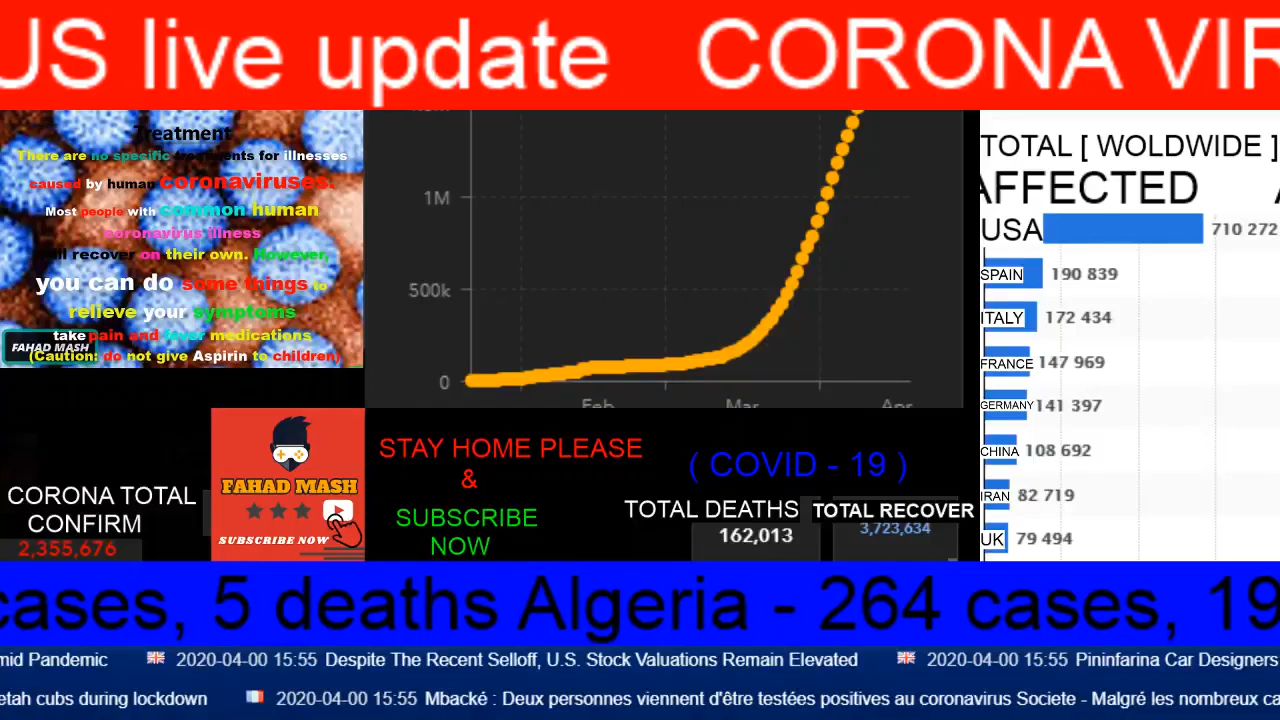 US live update CORONA VIR
Treatment
There are no specific treatments for illnesses
caused by human coronaviruses.
Most people with common human
coronavirus illness
will recover on their own. However,
you can do some things to
relieve your symptoms
take pain and fever medications
(Caution: do not give Aspirin to children)
FAHAD MASH
1M
500k
0
Feb Mar Apr
TOTAL [ WOLDWIDE ]
AFFECTED
USA 710 272
SPAIN 190 839
ITALY 172 434
FRANCE 147 969
GERMANY 141 397
CHINA 108 692
IRAN 82 719
UK 79 494
CORONA TOTAL
CONFIRM
2,355,676
FAHAD MASH
SUBSCRIBE NOW
STAY HOME PLEASE
&
SUBSCRIBE
NOW
( COVID - 19 )
TOTAL DEATHS
162,013
TOTAL RECOVER
3,723,634
cases, 5 deaths Algeria - 264 cases, 19
mid Pandemic 2020-04-00 15:55 Despite The Recent Selloff, U.S. Stock Valuations Remain Elevated 2020-04-00 15:55 Pininfarina Car Designers
etah cubs during lockdown 2020-04-00 15:55 Mbacké : Deux personnes viennent d'être testées positives au coronavirus Societe - Malgré les nombreux ca